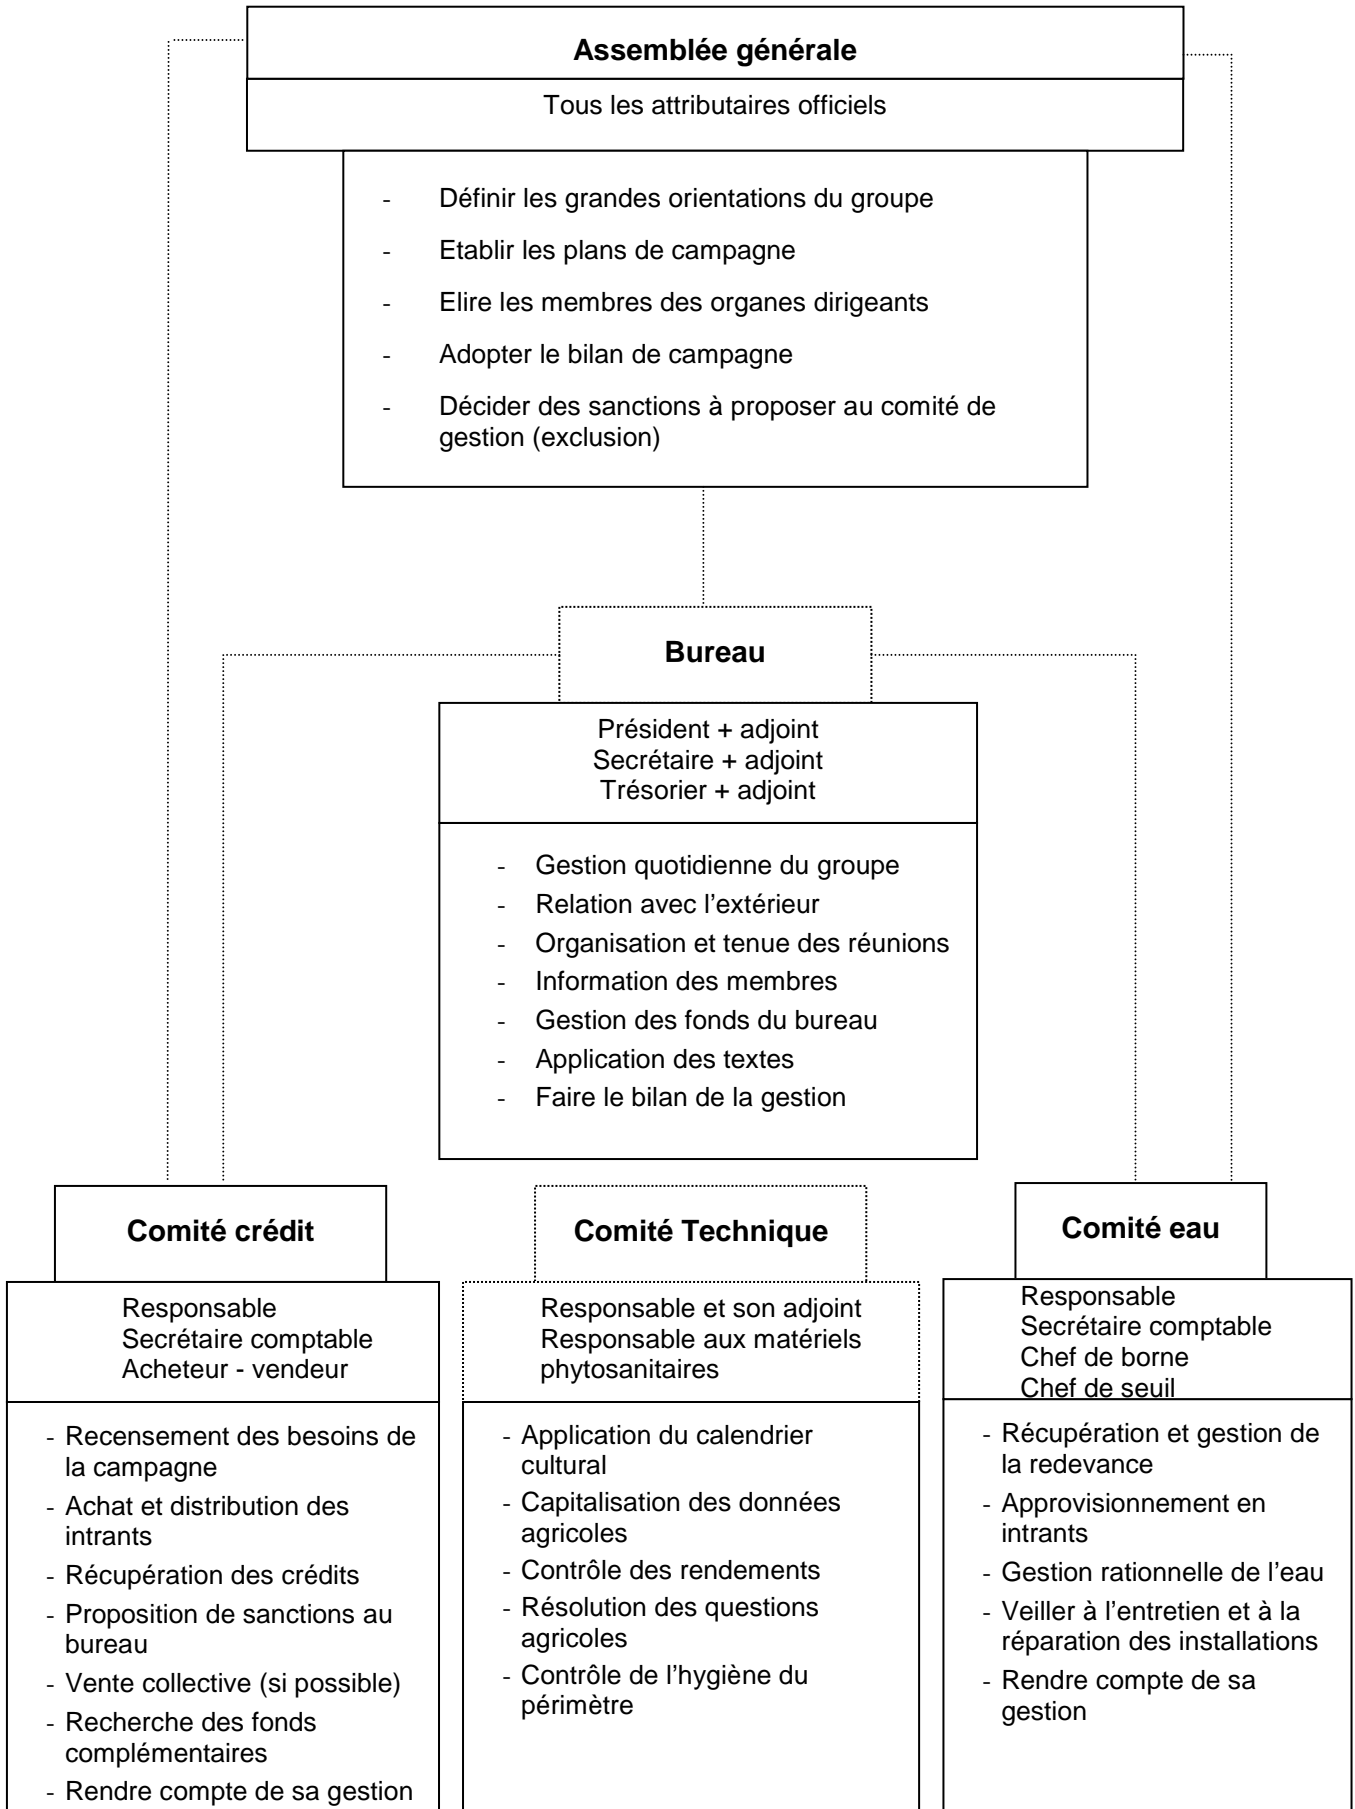 Assemblée générale
Tous les attributaires officiels
- Définir les grandes orientations du groupe
- Etablir les plans de campagne
- Elire les membres des organes dirigeants
- Adopter le bilan de campagne
- Décider des sanctions à proposer au comité de
gestion (exclusion)
Bureau
Président + adjoint
Secrétaire + adjoint
Trésorier + adjoint
- Gestion quotidienne du groupe
- Relation avec l’extérieur
- Organisation et tenue des réunions
- Information des membres
- Gestion des fonds du bureau
- Application des textes
- Faire le bilan de la gestion
Comité crédit
Responsable
Secrétaire comptable
Acheteur - vendeur
- Recensement des besoins de
la campagne
- Achat et distribution des
intrants
- Récupération des crédits
- Proposition de sanctions au
bureau
- Vente collective (si possible)
- Recherche des fonds
complémentaires
- Rendre compte de sa gestion
Comité Technique
Responsable et son adjoint
Responsable aux matériels
phytosanitaires
- Application du calendrier
cultural
- Capitalisation des données
agricoles
- Contrôle des rendements
- Résolution des questions
agricoles
- Contrôle de l’hygiène du
périmètre
Comité eau
Responsable
Secrétaire comptable
Chef de borne
Chef de seuil
- Récupération et gestion de
la redevance
- Approvisionnement en
intrants
- Gestion rationnelle de l’eau
- Veiller à l’entretien et à la
réparation des installations
- Rendre compte de sa
gestion